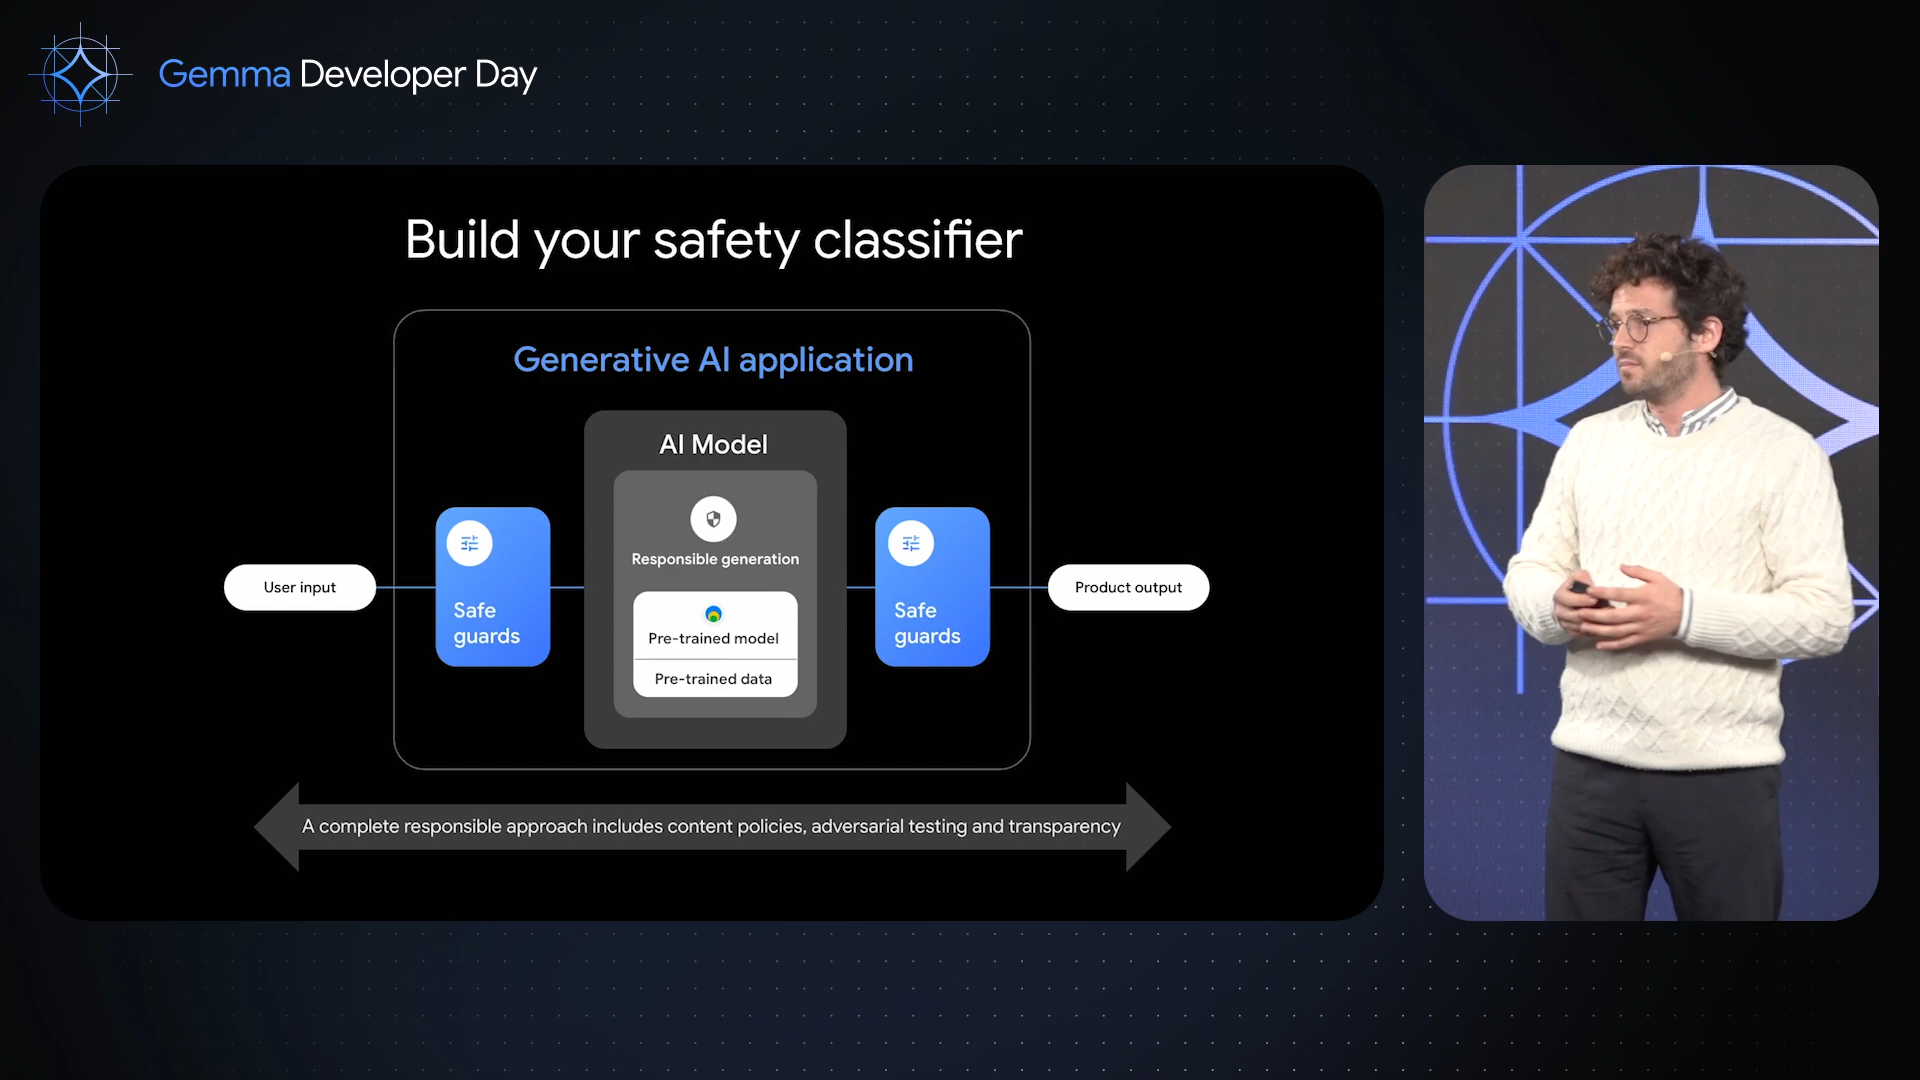 Gemma Developer Day
Build your safety classifier
Generative AI application
AI Model
Responsible generation
User input
Safe
guards
Pre-trained model
Pre-trained data
Safe
guards
Product output
A complete responsible approach includes content policies, adversarial testing and transparency